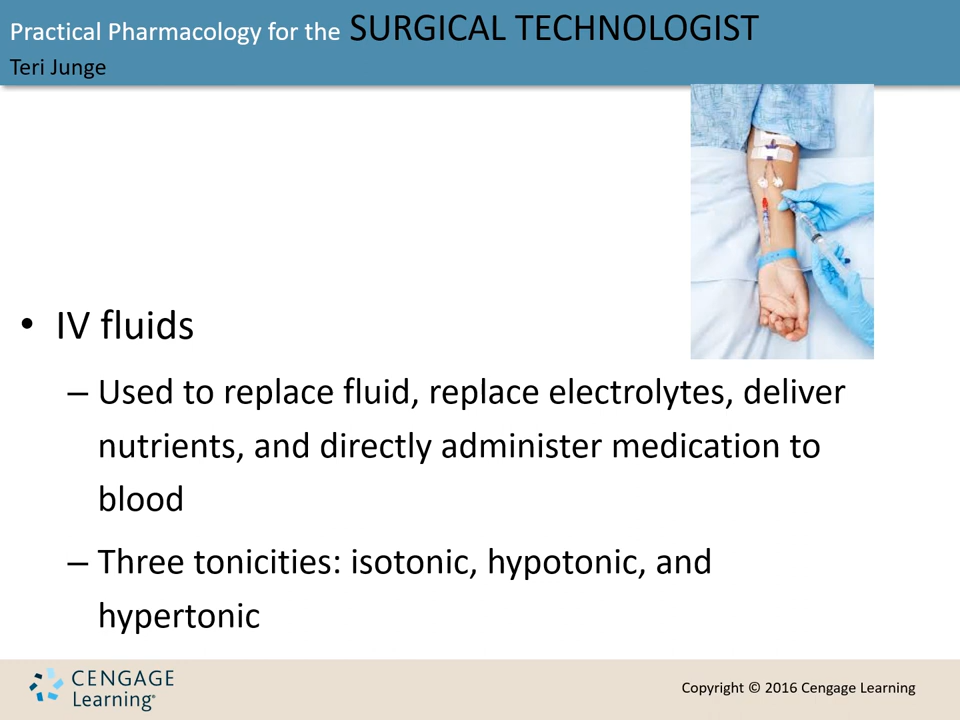 Practical Pharmacology for the SURGICAL TECHNOLOGIST
Teri Junge
• IV fluids
– Used to replace fluid, replace electrolytes, deliver
nutrients, and directly administer medication to
blood
– Three tonicities: isotonic, hypotonic, and
hypertonic
CENGAGE
Learning®
Copyright © 2016 Cengage Learning